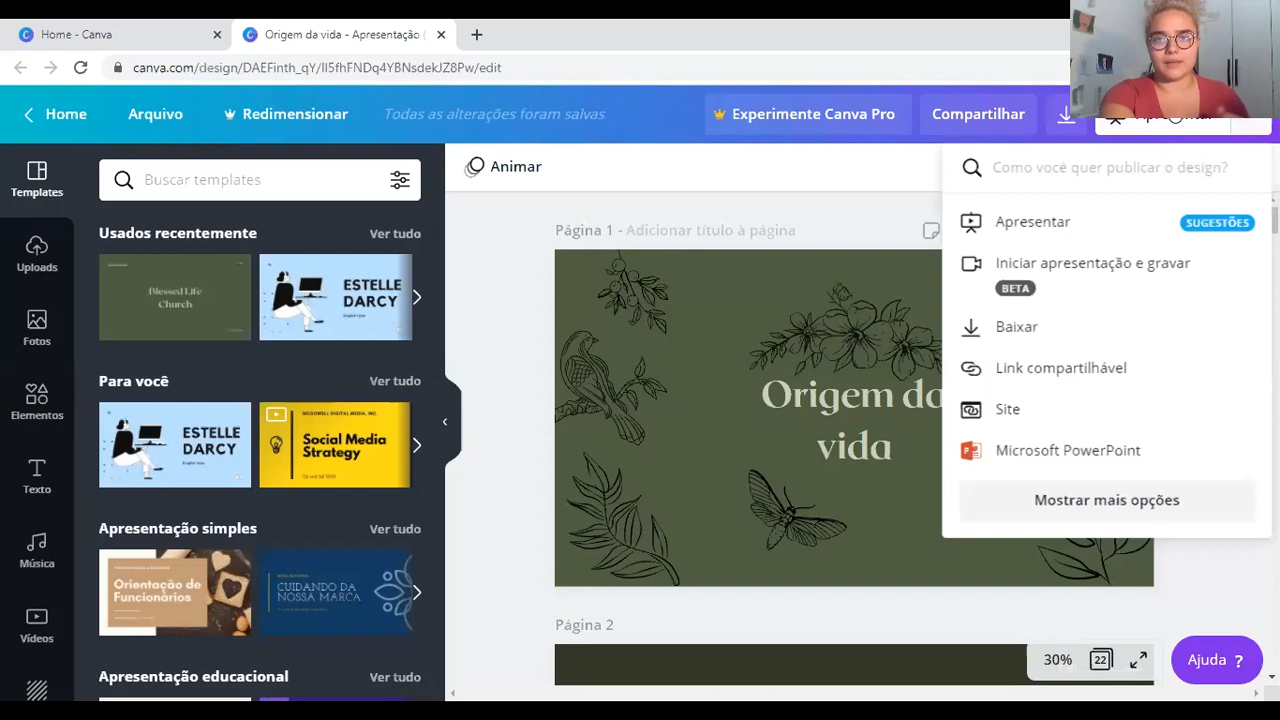 Home - Canva
Origem da vida - Apresentação (
canva.com/design/DAEFinth_qY/Il5fhFNDq4YBNsdekJZ8Pw/edit
Home
Arquivo
Redimensionar
Todas as alterações foram salvas
Experimente Canva Pro
Compartilhar
Templates
Uploads
Fotos
Elementos
Texto
Música
Vídeos
Buscar templates
Usados recentemente
Ver tudo
Blessed Life
Church
ESTELLE
DARCY
Para você
Ver tudo
ESTELLE
DARCY
Social Media
Strategy
Apresentação simples
Ver tudo
Orientação de
Funcionários
CUIDANDO DA
NOSSA MARCA
Apresentação educacional
Ver tudo
Animar
Página 1 - Adicionar título à página
Origem da
vida
Página 2
Como você quer publicar o design?
Apresentar
SUGESTÕES
Iniciar apresentação e gravar
BETA
Baixar
Link compartilhável
Site
Microsoft PowerPoint
Mostrar mais opções
30%
22
Ajuda ?